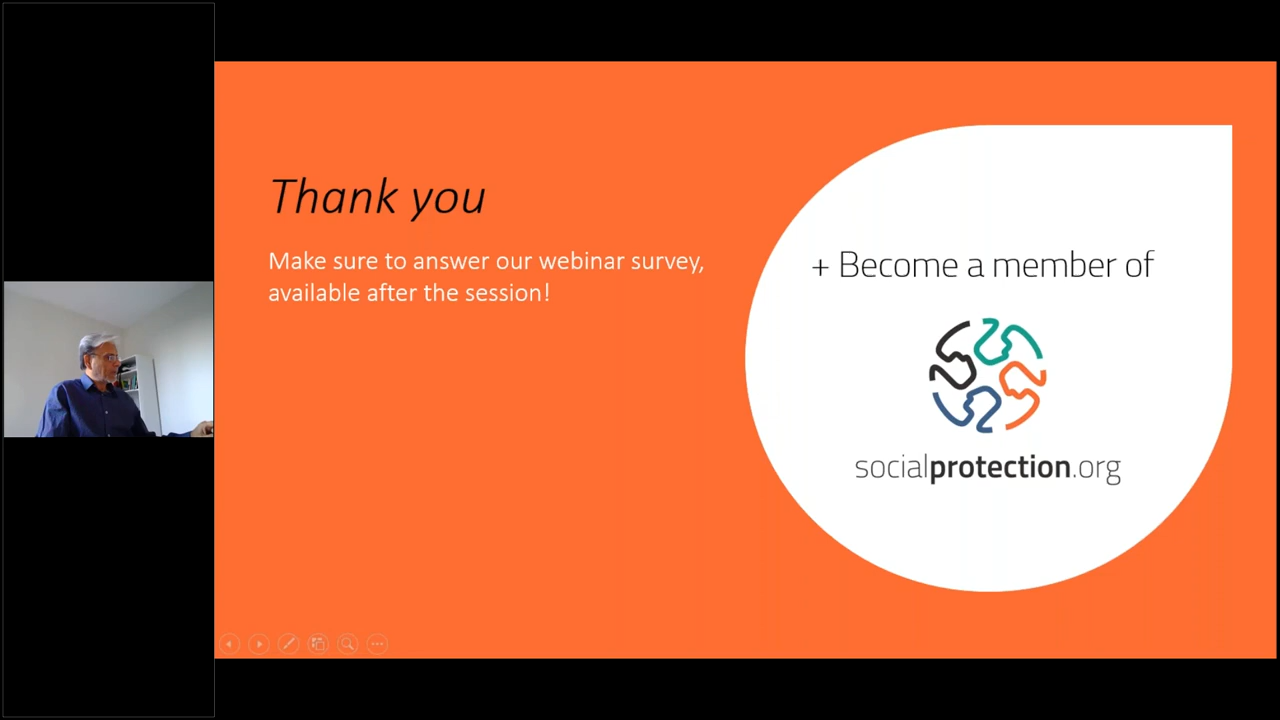 Thank you
Make sure to answer our webinar survey,
available after the session!
+ Become a member of
socialprotection.org